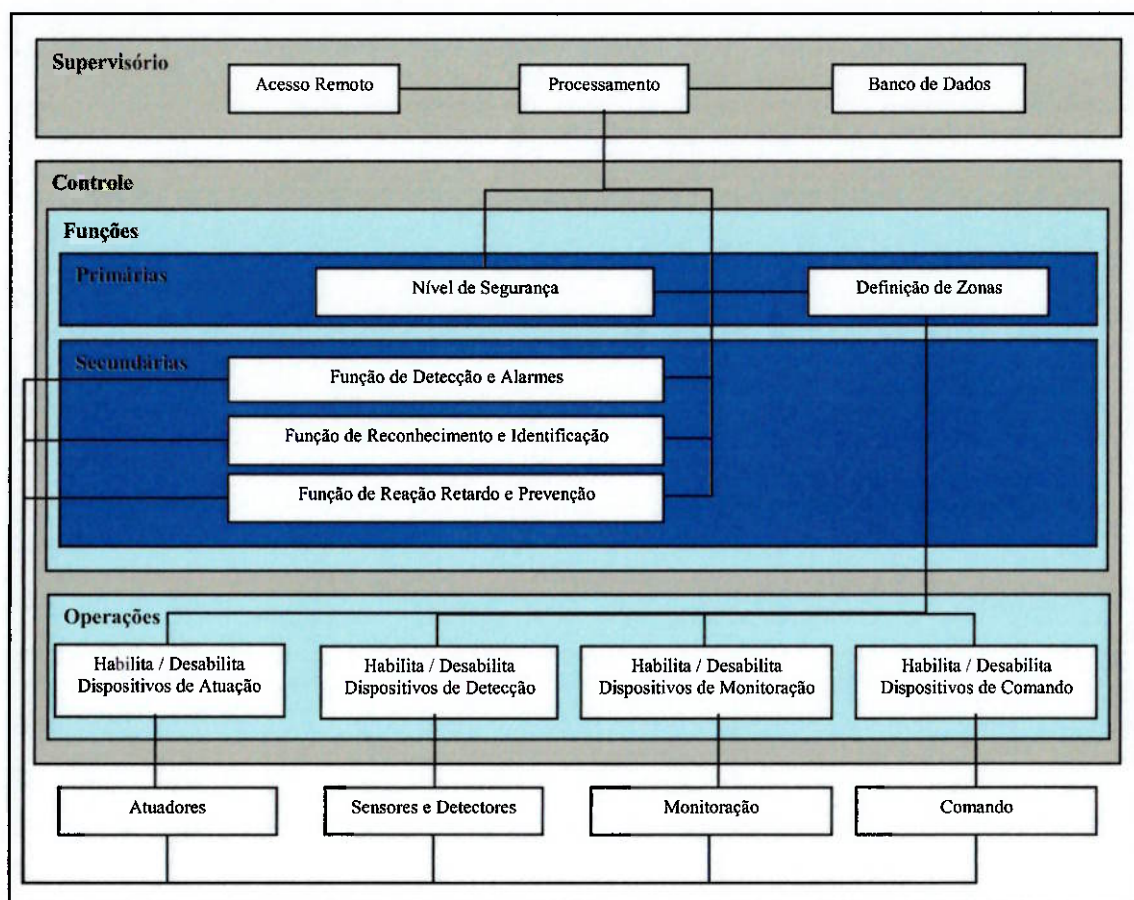 Supervisório
Acesso Remoto
Processamento
Banco de Dados
Controle
Funções
Primárias
Nível de Segurança
Definição de Zonas
Secundárias
Função de Detecção e Alarmes
Função de Reconhecimento e Identificação
Função de Reação Retardo e Prevenção
Operações
Habilita / Desabilita
Dispositivos de Atuação
Habilita / Desabilita
Dispositivos de Detecção
Habilita / Desabilita
Dispositivos de Monitoração
Habilita / Desabilita
Dispositivos de Comando
Atuadores
Sensores e Detectores
Monitoração
Comando